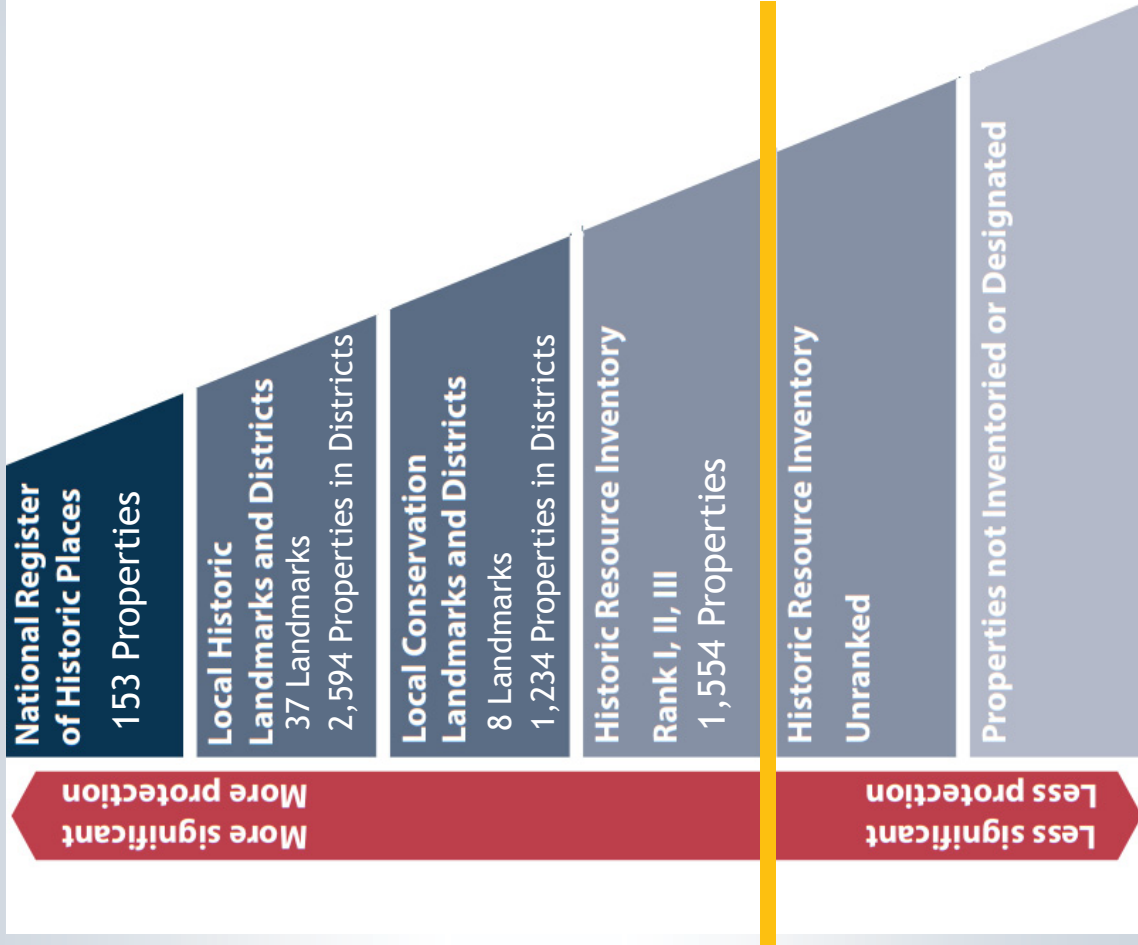 National Register
of Historic Places
153 Properties
Local Historic
Landmarks and Districts
37 Landmarks
2,594 Properties in Districts
Local Conservation
Landmarks and Districts
8 Landmarks
1,234 Properties in Districts
Historic Resource Inventory
Rank I, II, III
1,554 Properties
Historic Resource Inventory
Unranked
Properties not Inventoried or Designated
More significant
More protection
Less significant
Less protection